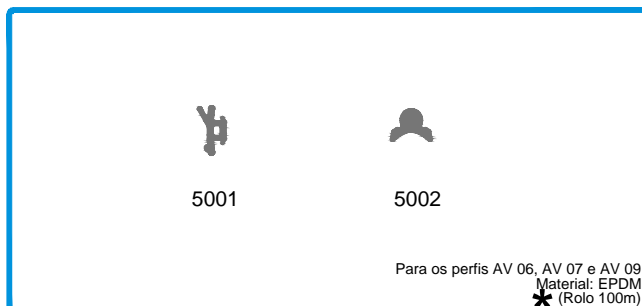 5001 5002
Para os perfis AV 06, AV 07 e AV 09
Material: EPDM
* (Rolo 100m)